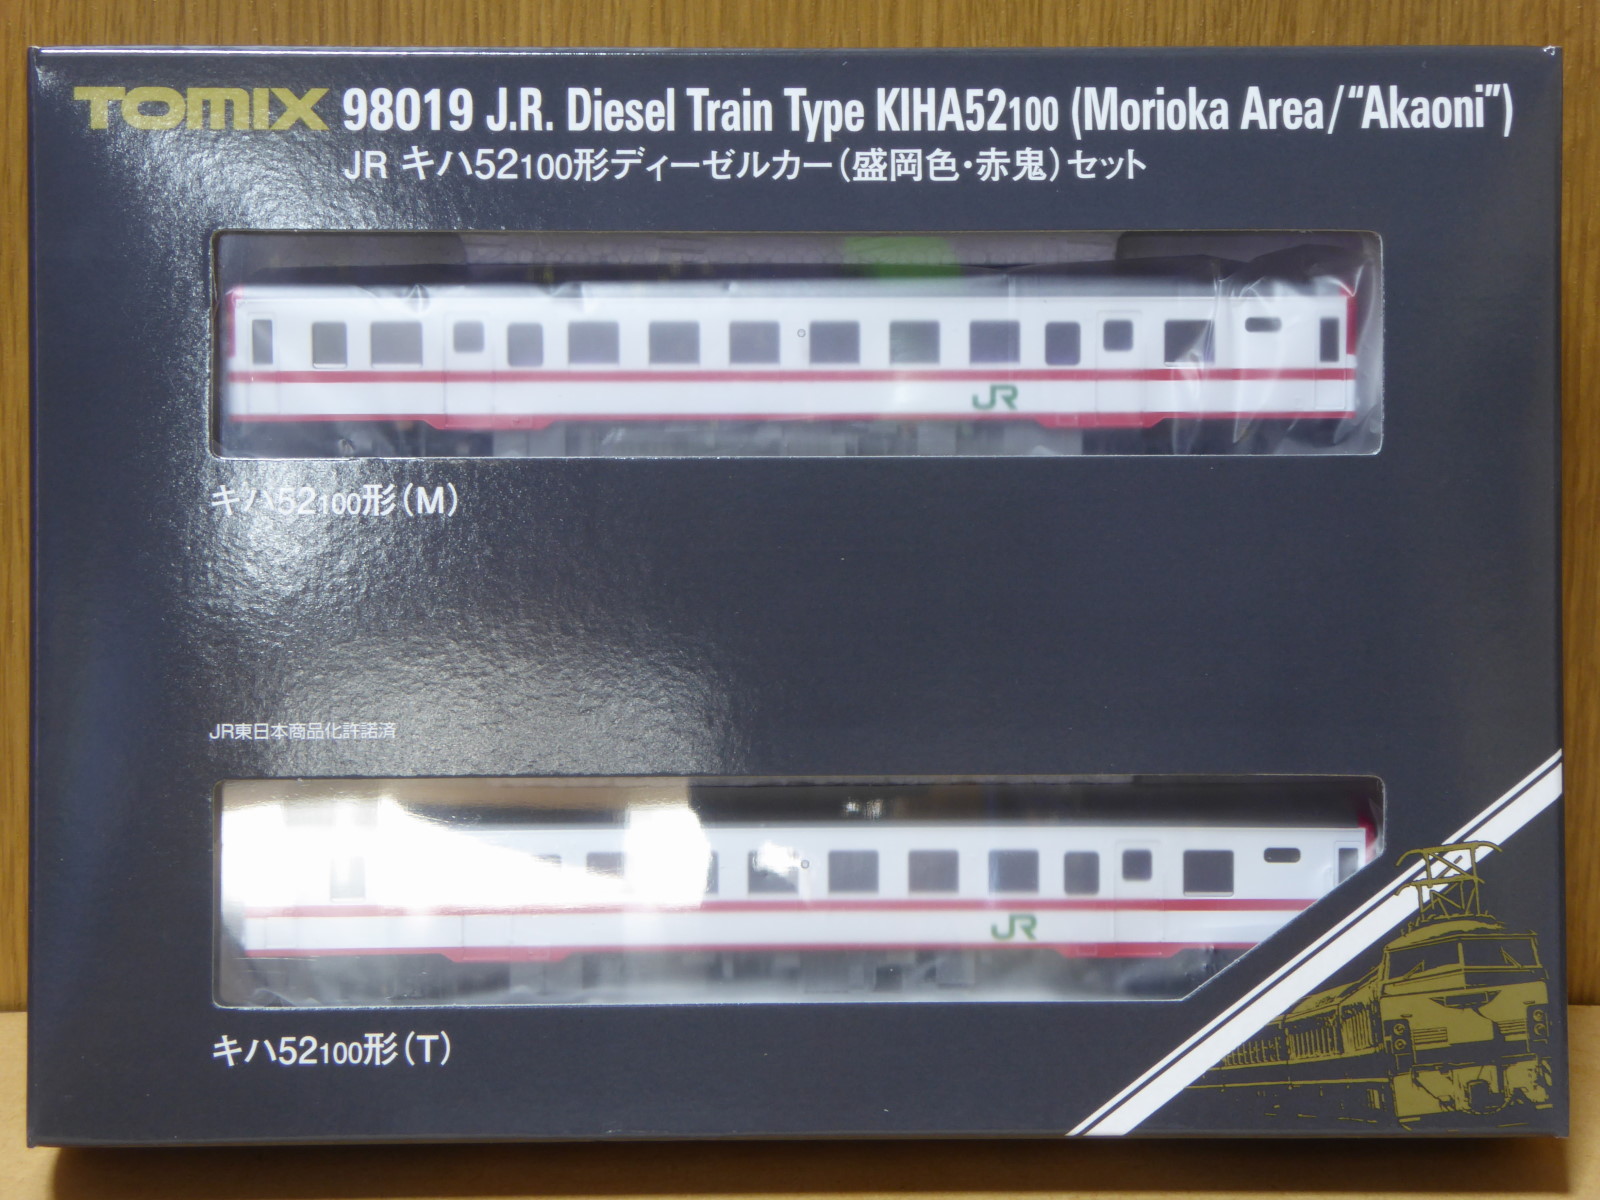 TOMIX 98019 J.R. Diesel Train Type KIHA52100 (Morioka Area/“Akaoni”)
JR キハ52100形ディーゼルカー(盛岡色・赤鬼)セット
JR
キハ52100形(M)
JR東日本商品化許諾済
JR
キハ52100形(T)